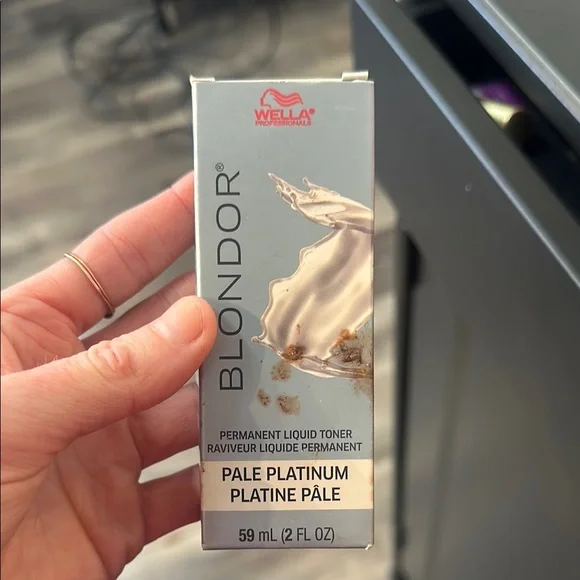 WELLA®
PROFESSIONALS
BLONDOR®
PERMANENT LIQUID TONER
RAVIVEUR LIQUIDE PERMANENT
PALE PLATINUM
PLATINE PÂLE
59 mL (2 FL OZ)